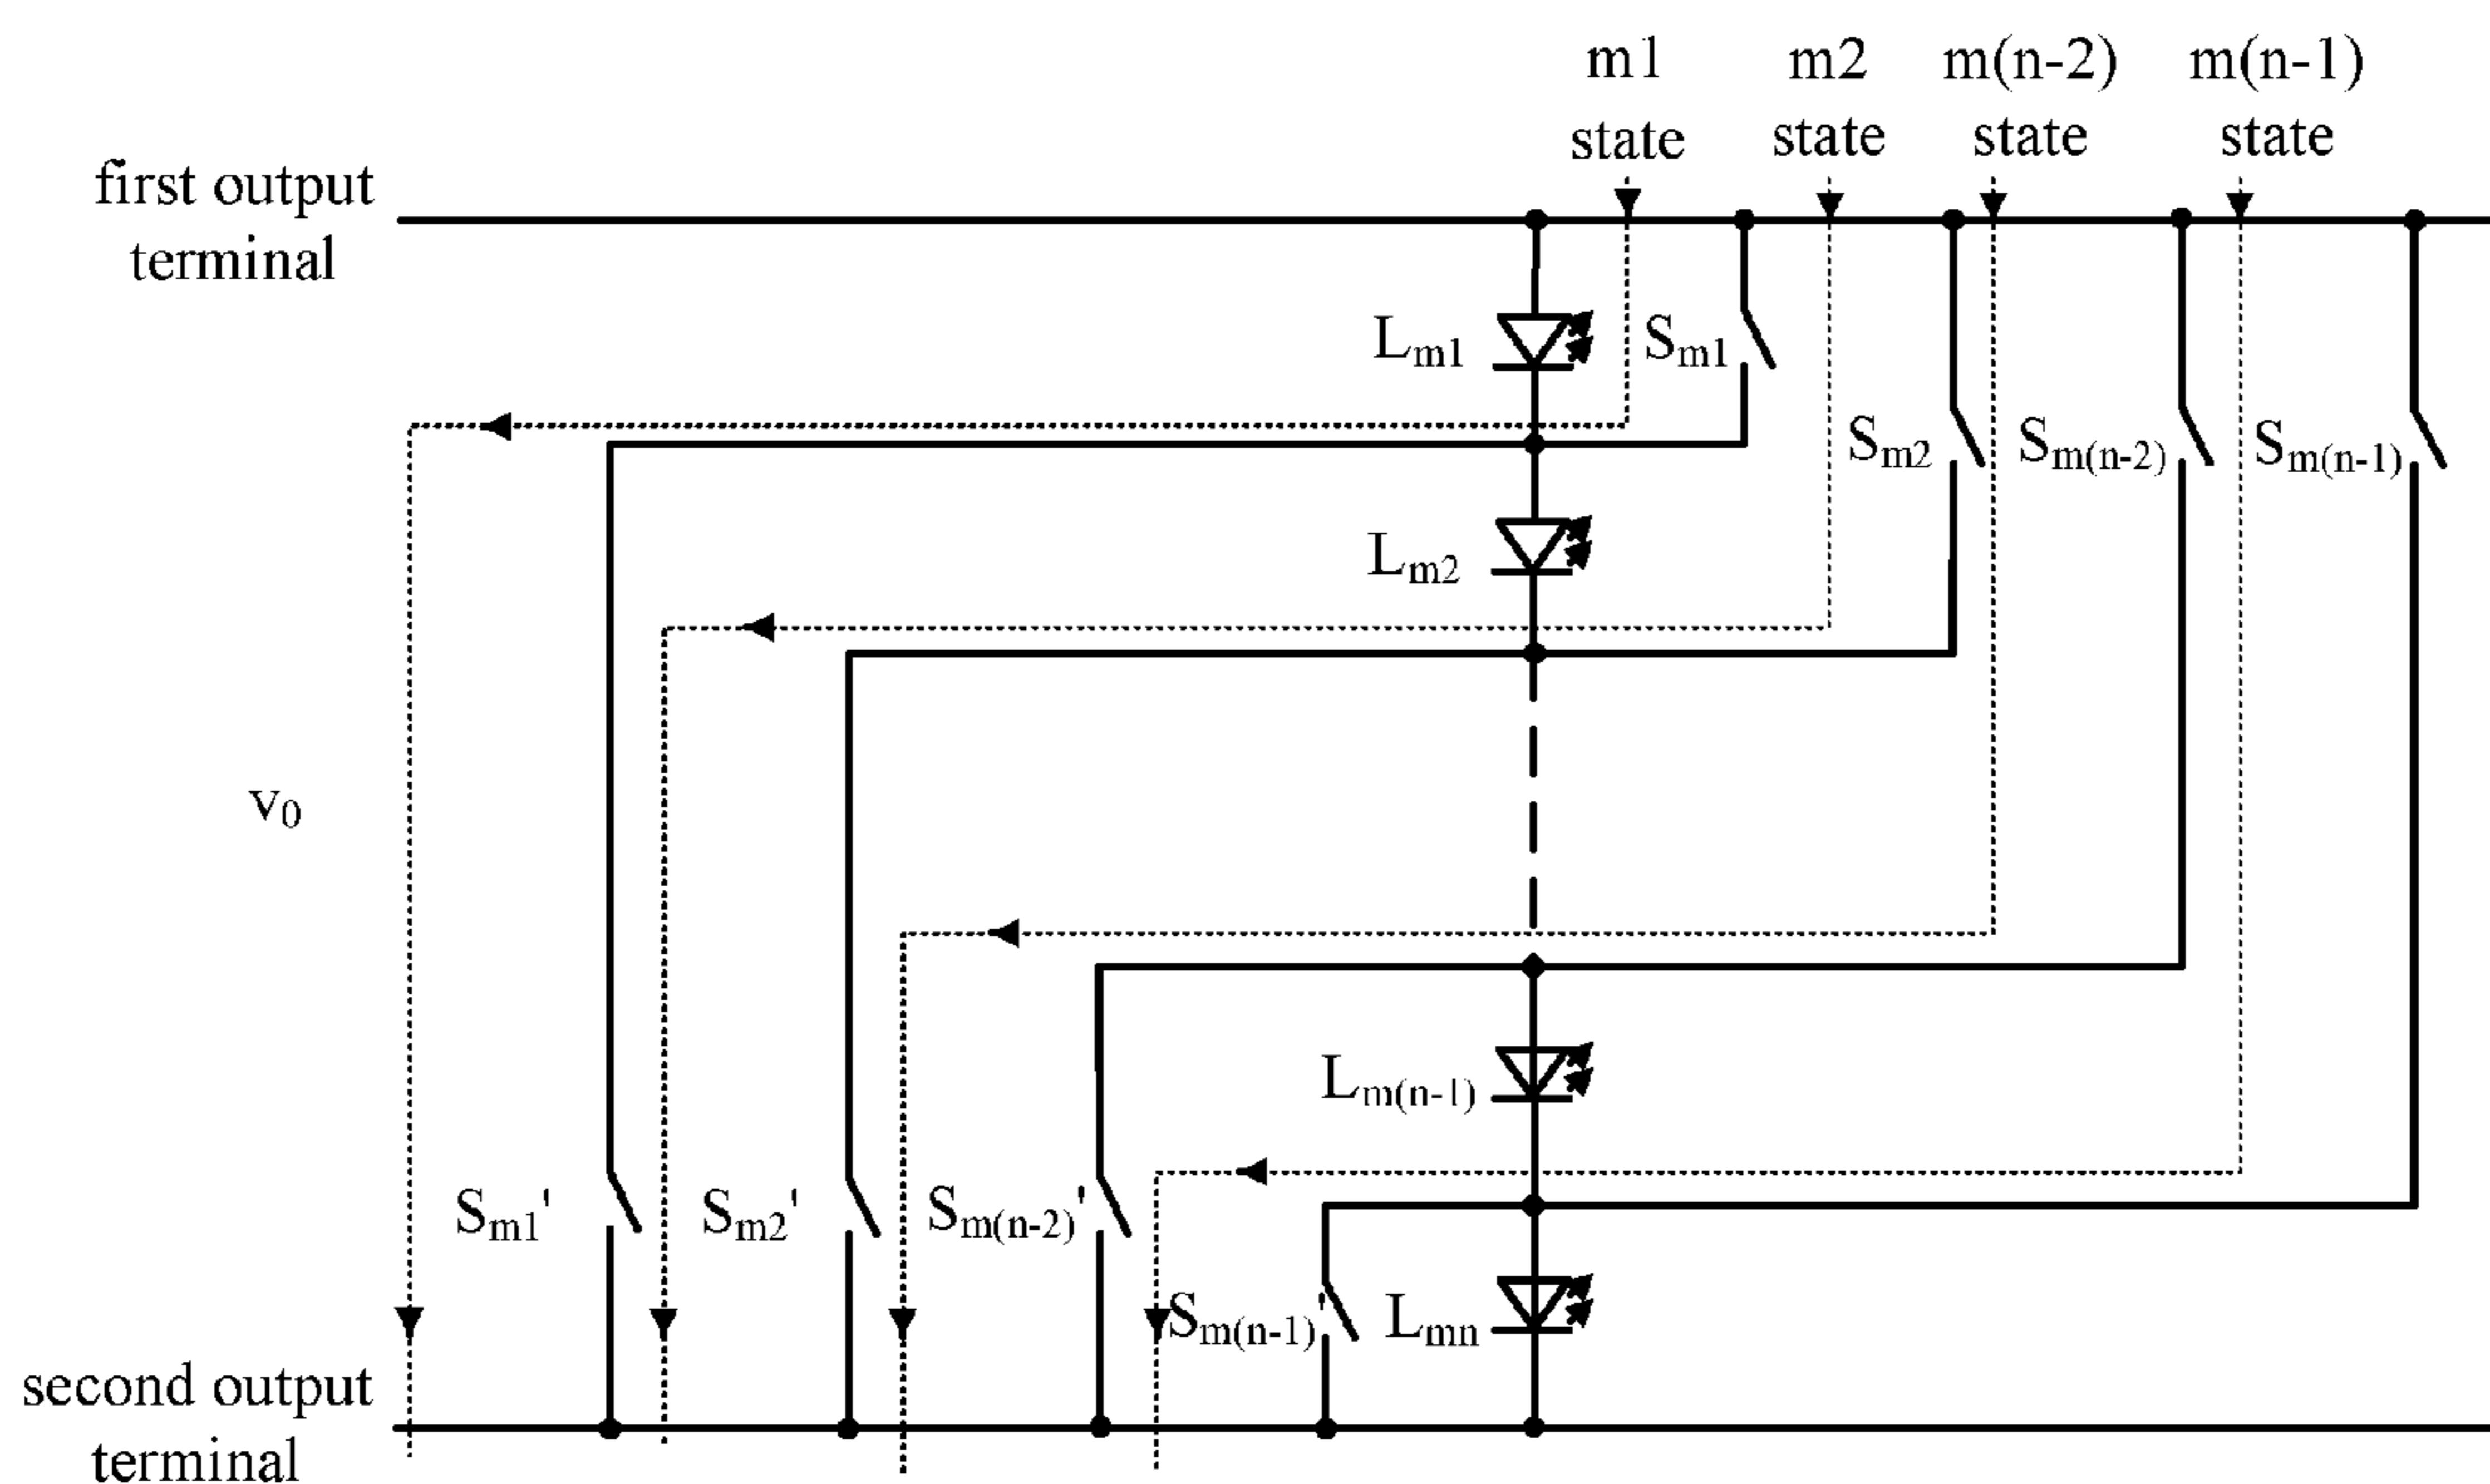 m1 state
m2 state
m(n-2) state
m(n-1) state
first output
terminal
Lm1
Sm1
Sm2
Sm(n-2)
Sm(n-1)
Lm2
v0
Lm(n-1)
Sm1'
Sm2'
Sm(n-2)'
Sm(n-1)'
Lmn
second output
terminal